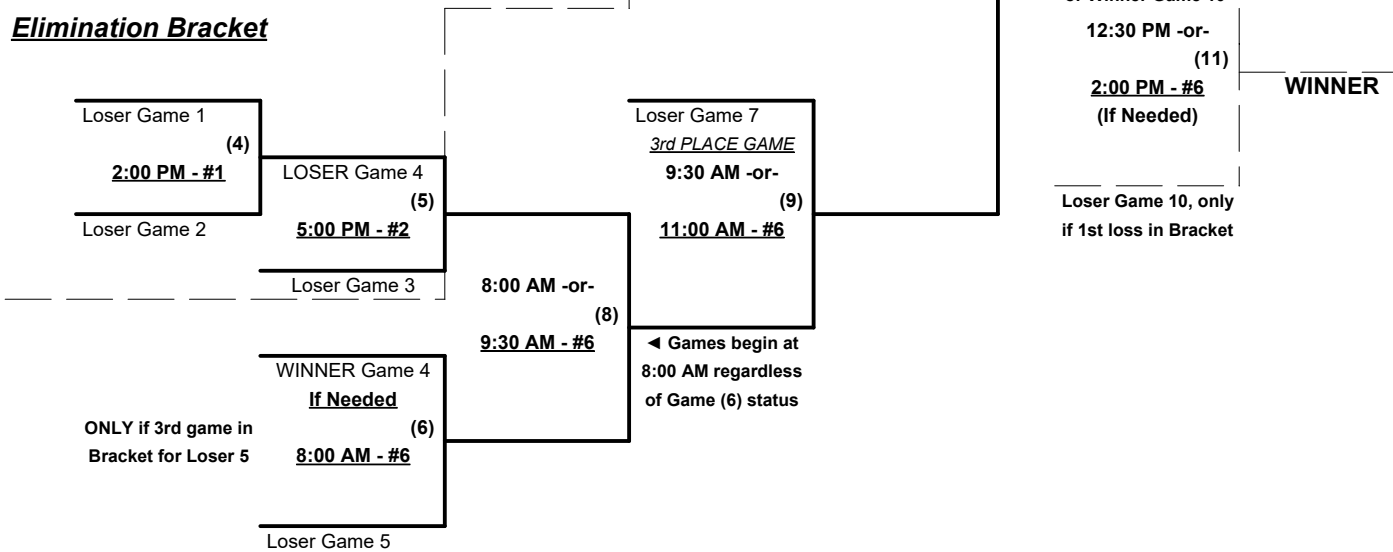 Elimination Bracket
12:30 PM -or-
(11)
2:00 PM - #6
(If Needed)
WINNER
Loser Game 10, only
if 1st loss in Bracket
Loser Game 1
(4)
2:00 PM - #1
Loser Game 2
LOSER Game 4
(5)
5:00 PM - #2
Loser Game 3
Loser Game 7
3rd PLACE GAME
9:30 AM -or-
(9)
11:00 AM - #6
8:00 AM -or-
(8)
9:30 AM - #6
◄ Games begin at
8:00 AM regardless
of Game (6) status
WINNER Game 4
If Needed
(6)
8:00 AM - #6
ONLY if 3rd game in
Bracket for Loser 5
Loser Game 5